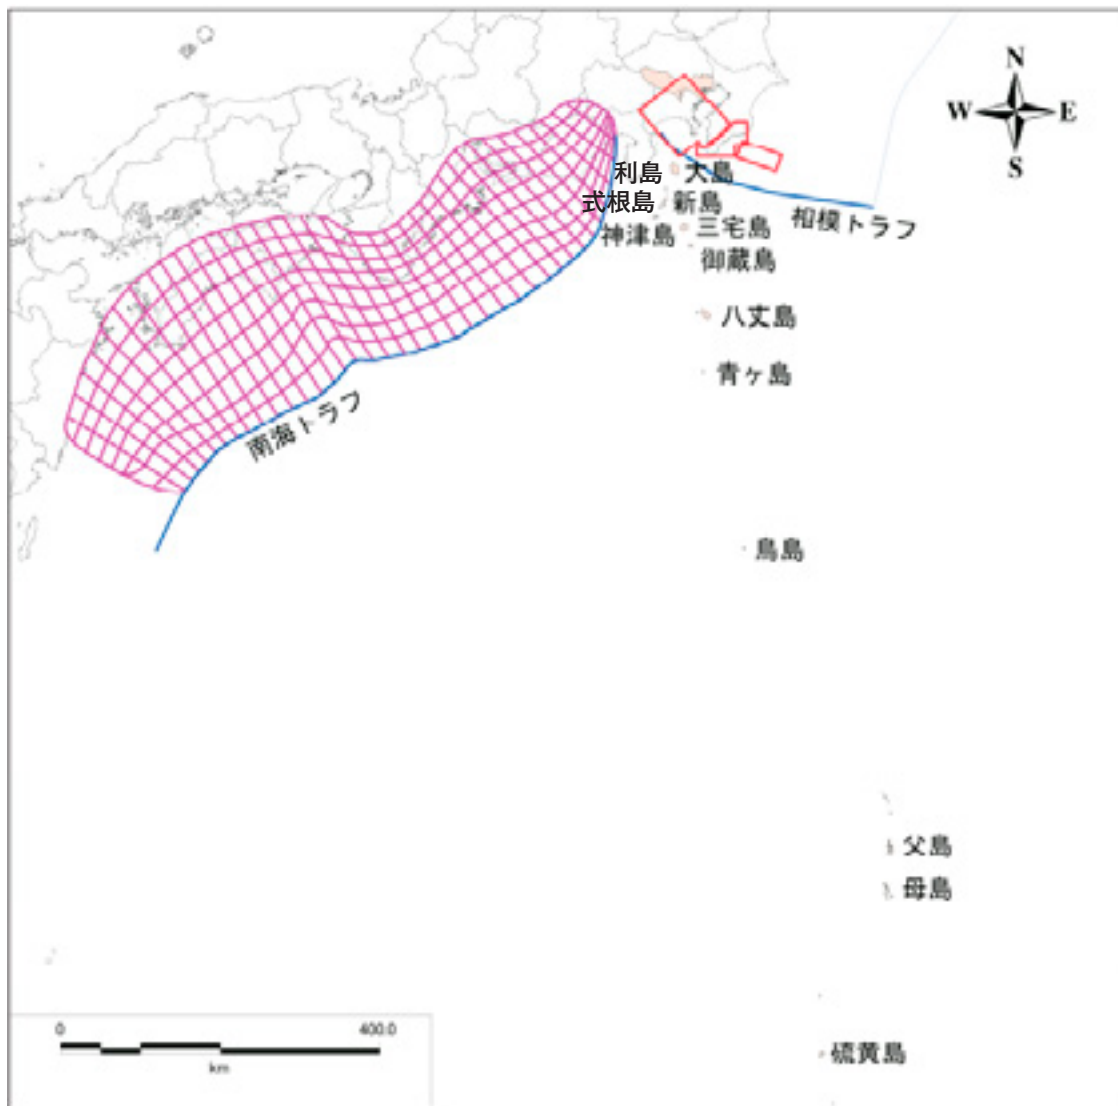 N
W E
S
利島
大島
式根島
新島
神津島
三宅島
相模トラフ
御蔵島
八丈島
青ヶ島
南海トラフ
鳥島
父島
母島
0 400.0
km
硫黄島